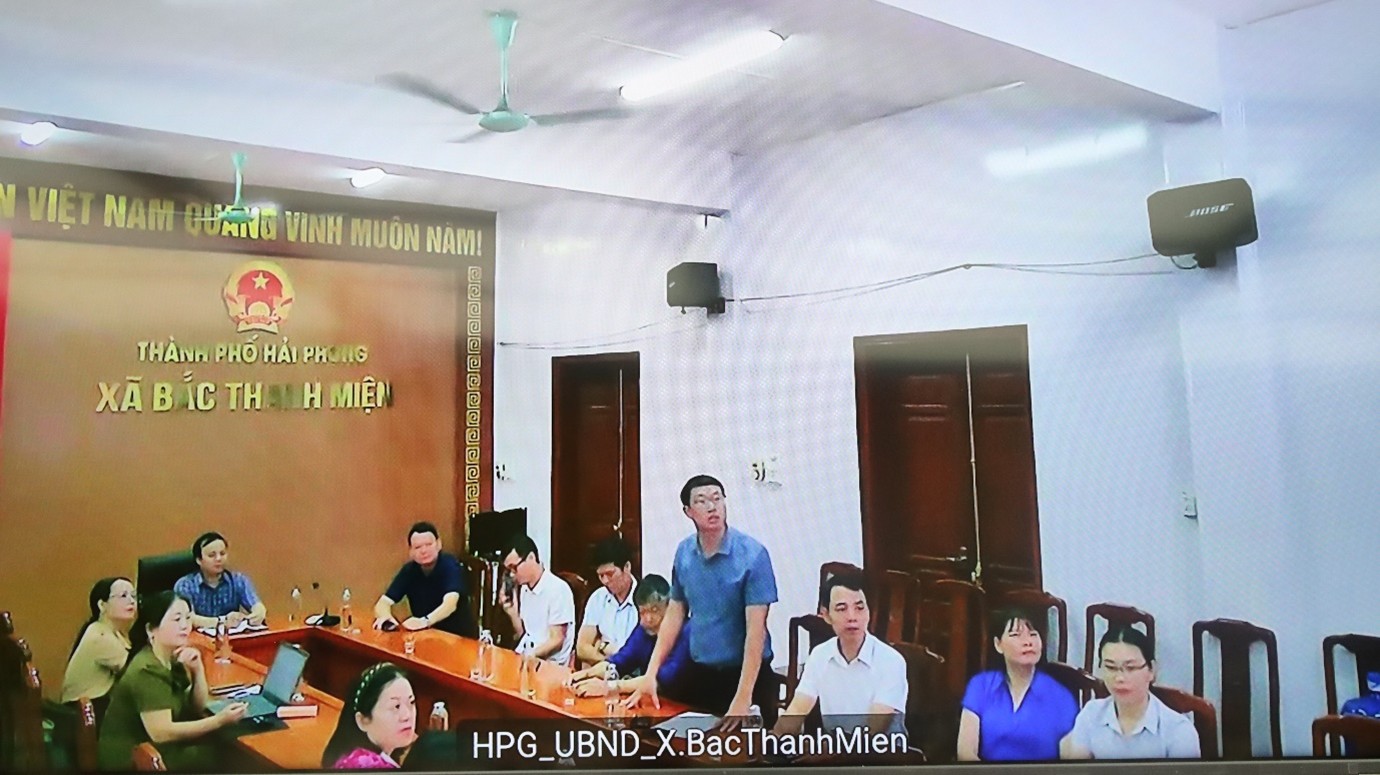 VIỆT NAM QUANG VINH MUÔN NĂM!
THÀNH PHỐ HẢI PHÒNG
XÃ BẮC THANH MIỆN
BOSE
HPG_UBND_X.BacThanhMien